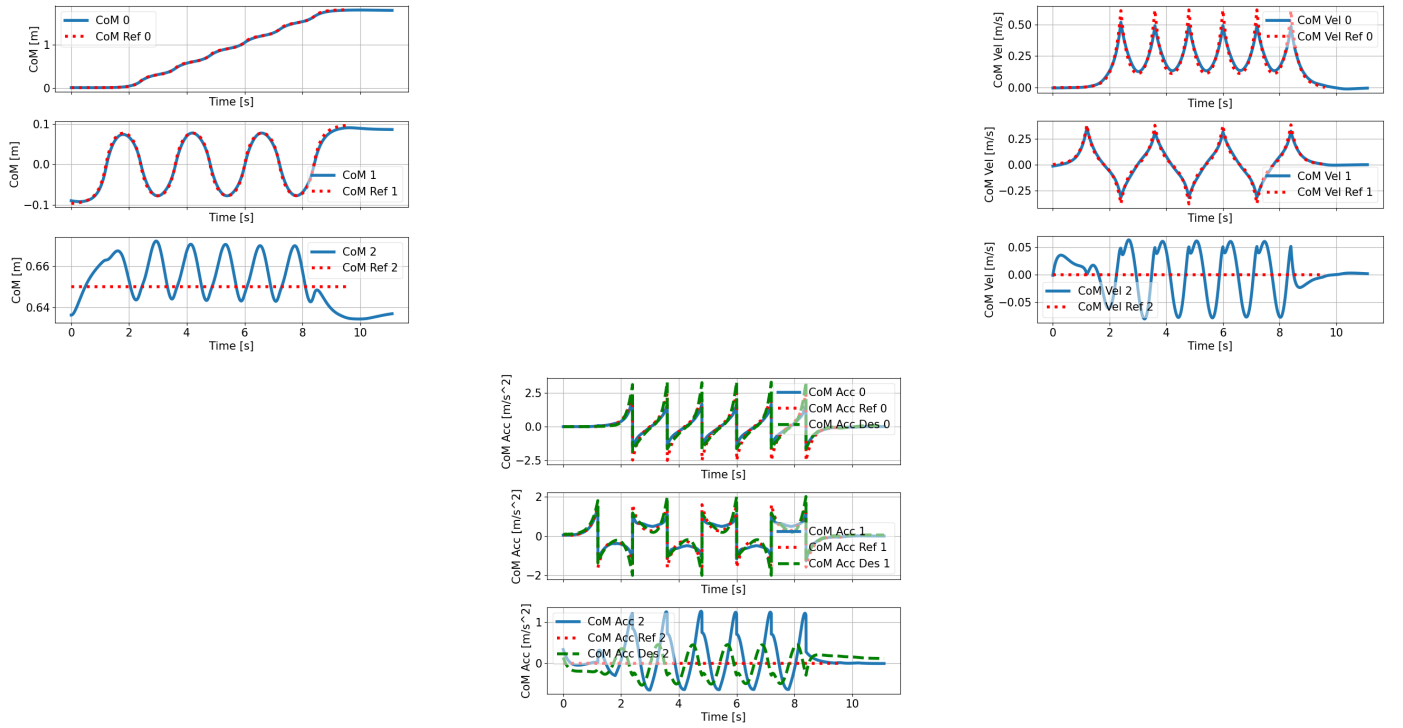 CoM [m]
1
0
CoM 0
CoM Ref 0
Time [s]
CoM [m]
0.1
0.0
−0.1
CoM 1
CoM Ref 1
Time [s]
CoM [m]
0.66
0.64
CoM 2
CoM Ref 2
0 2 4 6 8 10
Time [s]
CoM Vel [m/s]
0.50
0.25
0.00
CoM Vel 0
CoM Vel Ref 0
Time [s]
CoM Vel [m/s]
0.25
0.00
−0.25
CoM Vel 1
CoM Vel Ref 1
Time [s]
CoM Vel [m/s]
0.05
0.00
−0.05
CoM Vel 2
CoM Vel Ref 2
0 2 4 6 8 10
Time [s]
CoM Acc [m/s^2]
2.5
0.0
−2.5
CoM Acc 0
CoM Acc Ref 0
CoM Acc Des 0
Time [s]
CoM Acc [m/s^2]
2
0
−2
CoM Acc 1
CoM Acc Ref 1
CoM Acc Des 1
Time [s]
CoM Acc [m/s^2]
1
0
CoM Acc 2
CoM Acc Ref 2
CoM Acc Des 2
0 2 4 6 8 10
Time [s]